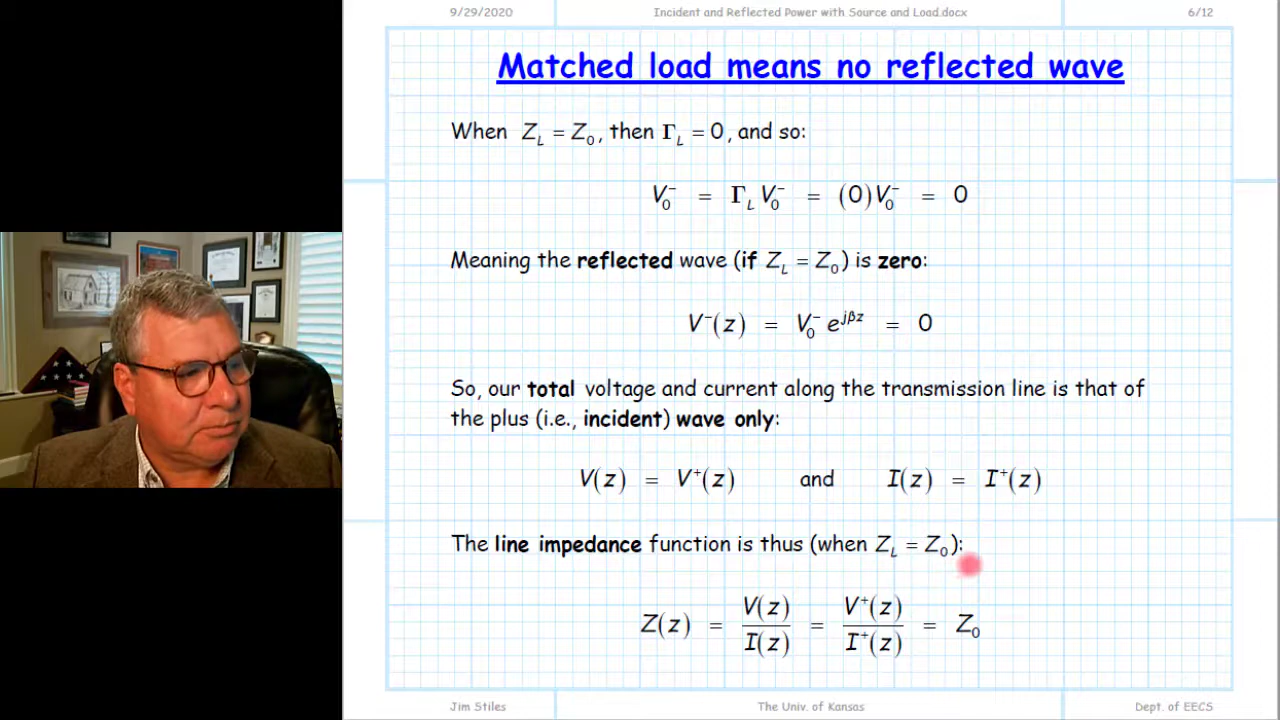 9/29/2020 Incident and Reflected Power with Source and Load.docx 6/12
Matched load means no reflected wave
When Z_L = Z_0, then Γ_L = 0, and so:
V_0^- = Γ_L V_0^- = (0)V_0^- = 0
Meaning the reflected wave (if Z_L = Z_0) is zero:
V^-(z) = V_0^- e^{jβz} = 0
So, our total voltage and current along the transmission line is that of
the plus (i.e., incident) wave only:
V(z) = V^+(z) and I(z) = I^+(z)
The line impedance function is thus (when Z_L = Z_0):
Z(z) = V(z)/I(z) = V^+(z)/I^+(z) = Z_0
Jim Stiles The Univ. of Kansas Dept. of EECS